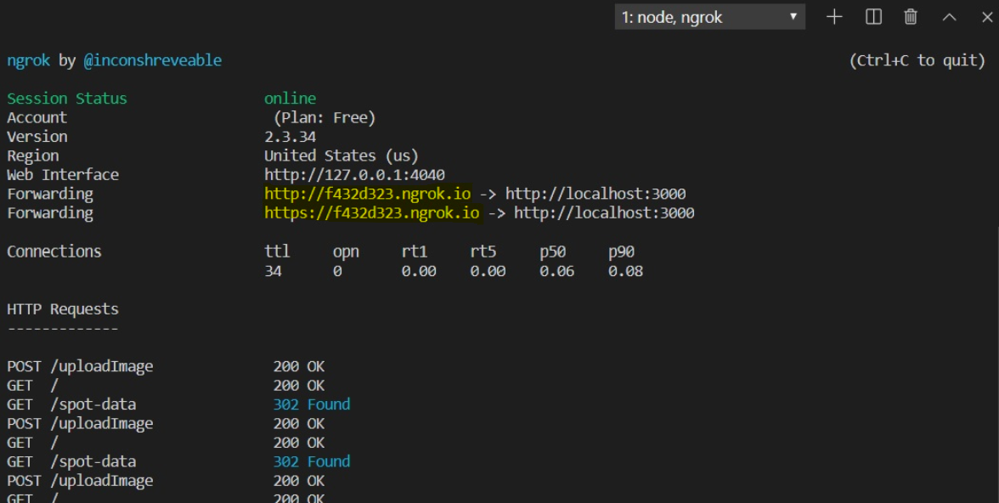 1: node, ngrok
ngrok by @inconshreveable (Ctrl+C to quit)
Session Status online
Account (Plan: Free)
Version 2.3.34
Region United States (us)
Web Interface http://127.0.0.1:4040
Forwarding http://f432d323.ngrok.io -> http://localhost:3000
Forwarding https://f432d323.ngrok.io -> http://localhost:3000
Connections ttl opn rt1 rt5 p50 p90
34 0 0.00 0.00 0.06 0.08
HTTP Requests
-------------
POST /uploadImage 200 OK
GET / 200 OK
GET /spot-data 302 Found
POST /uploadImage 200 OK
GET / 200 OK
GET /spot-data 302 Found
POST /uploadImage 200 OK
GET / 200 OK